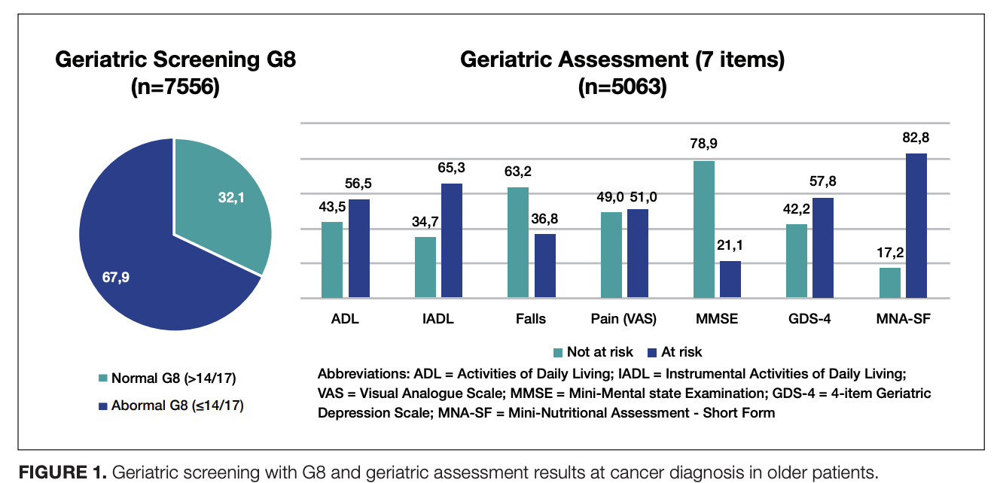 Geriatric Screening G8
(n=7556)
32,1
67,9
Normal G8 (>14/17)
Abormal G8 (≤14/17)
Geriatric Assessment (7 items)
(n=5063)
43,5 56,5 34,7 65,3 63,2 36,8 49,0 51,0 78,9 21,1 42,2 57,8 17,2 82,8
ADL IADL Falls Pain (VAS) MMSE GDS-4 MNA-SF
Not at risk At risk
Abbreviations: ADL = Activities of Daily Living; IADL = Instrumental Activities of Daily Living;
VAS = Visual Analogue Scale; MMSE = Mini-Mental state Examination; GDS-4 = 4-item Geriatric
Depression Scale; MNA-SF = Mini-Nutritional Assessment - Short Form
FIGURE 1. Geriatric screening with G8 and geriatric assessment results at cancer diagnosis in older patients.